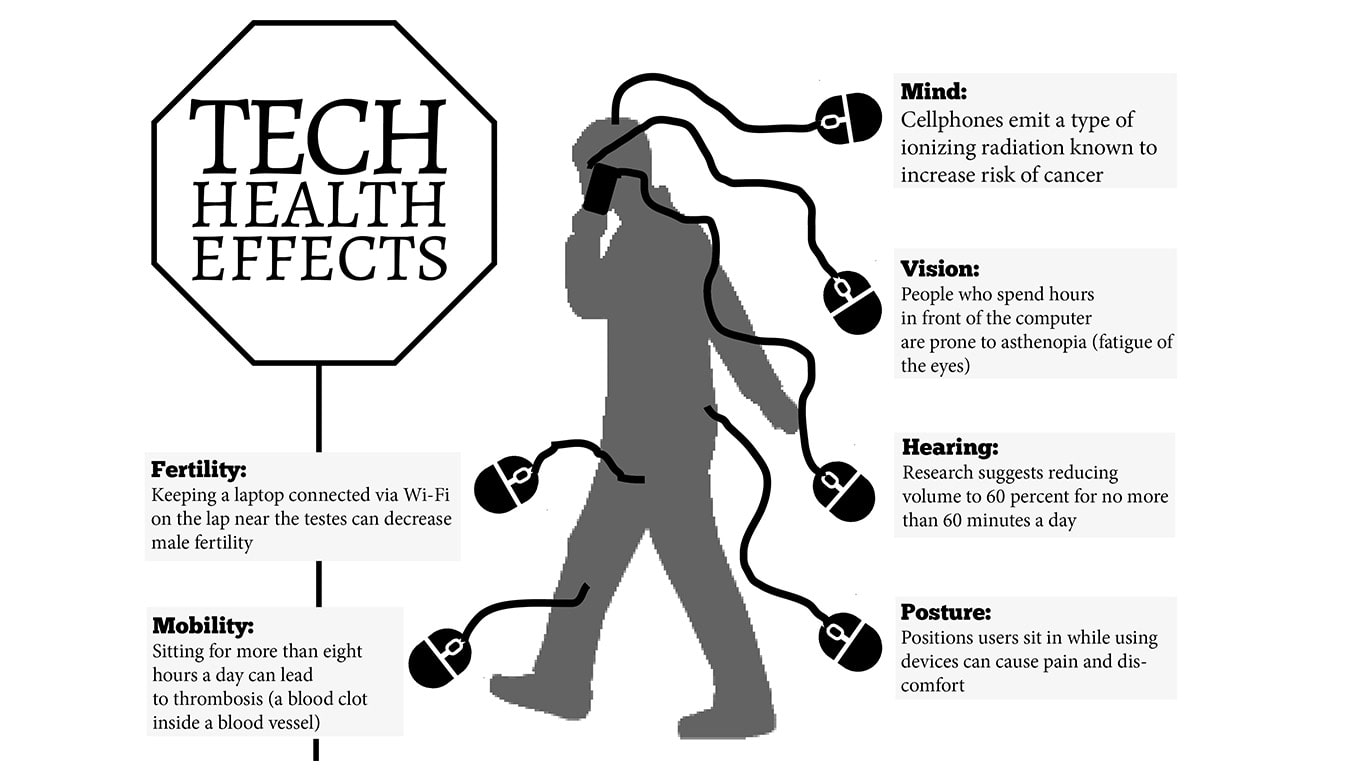 TECH
HEALTH
EFFECTS
Mind:
Cellphones emit a type of
ionizing radiation known to
increase risk of cancer
Vision:
People who spend hours
in front of the computer
are prone to asthenopia (fatigue of
the eyes)
Hearing:
Research suggests reducing
volume to 60 percent for no more
than 60 minutes a day
Posture:
Positions users sit in while using
devices can cause pain and dis-
comfort
Fertility:
Keeping a laptop connected via Wi-Fi
on the lap near the testes can decrease
male fertility
Mobility:
Sitting for more than eight
hours a day can lead
to thrombosis (a blood clot
inside a blood vessel)